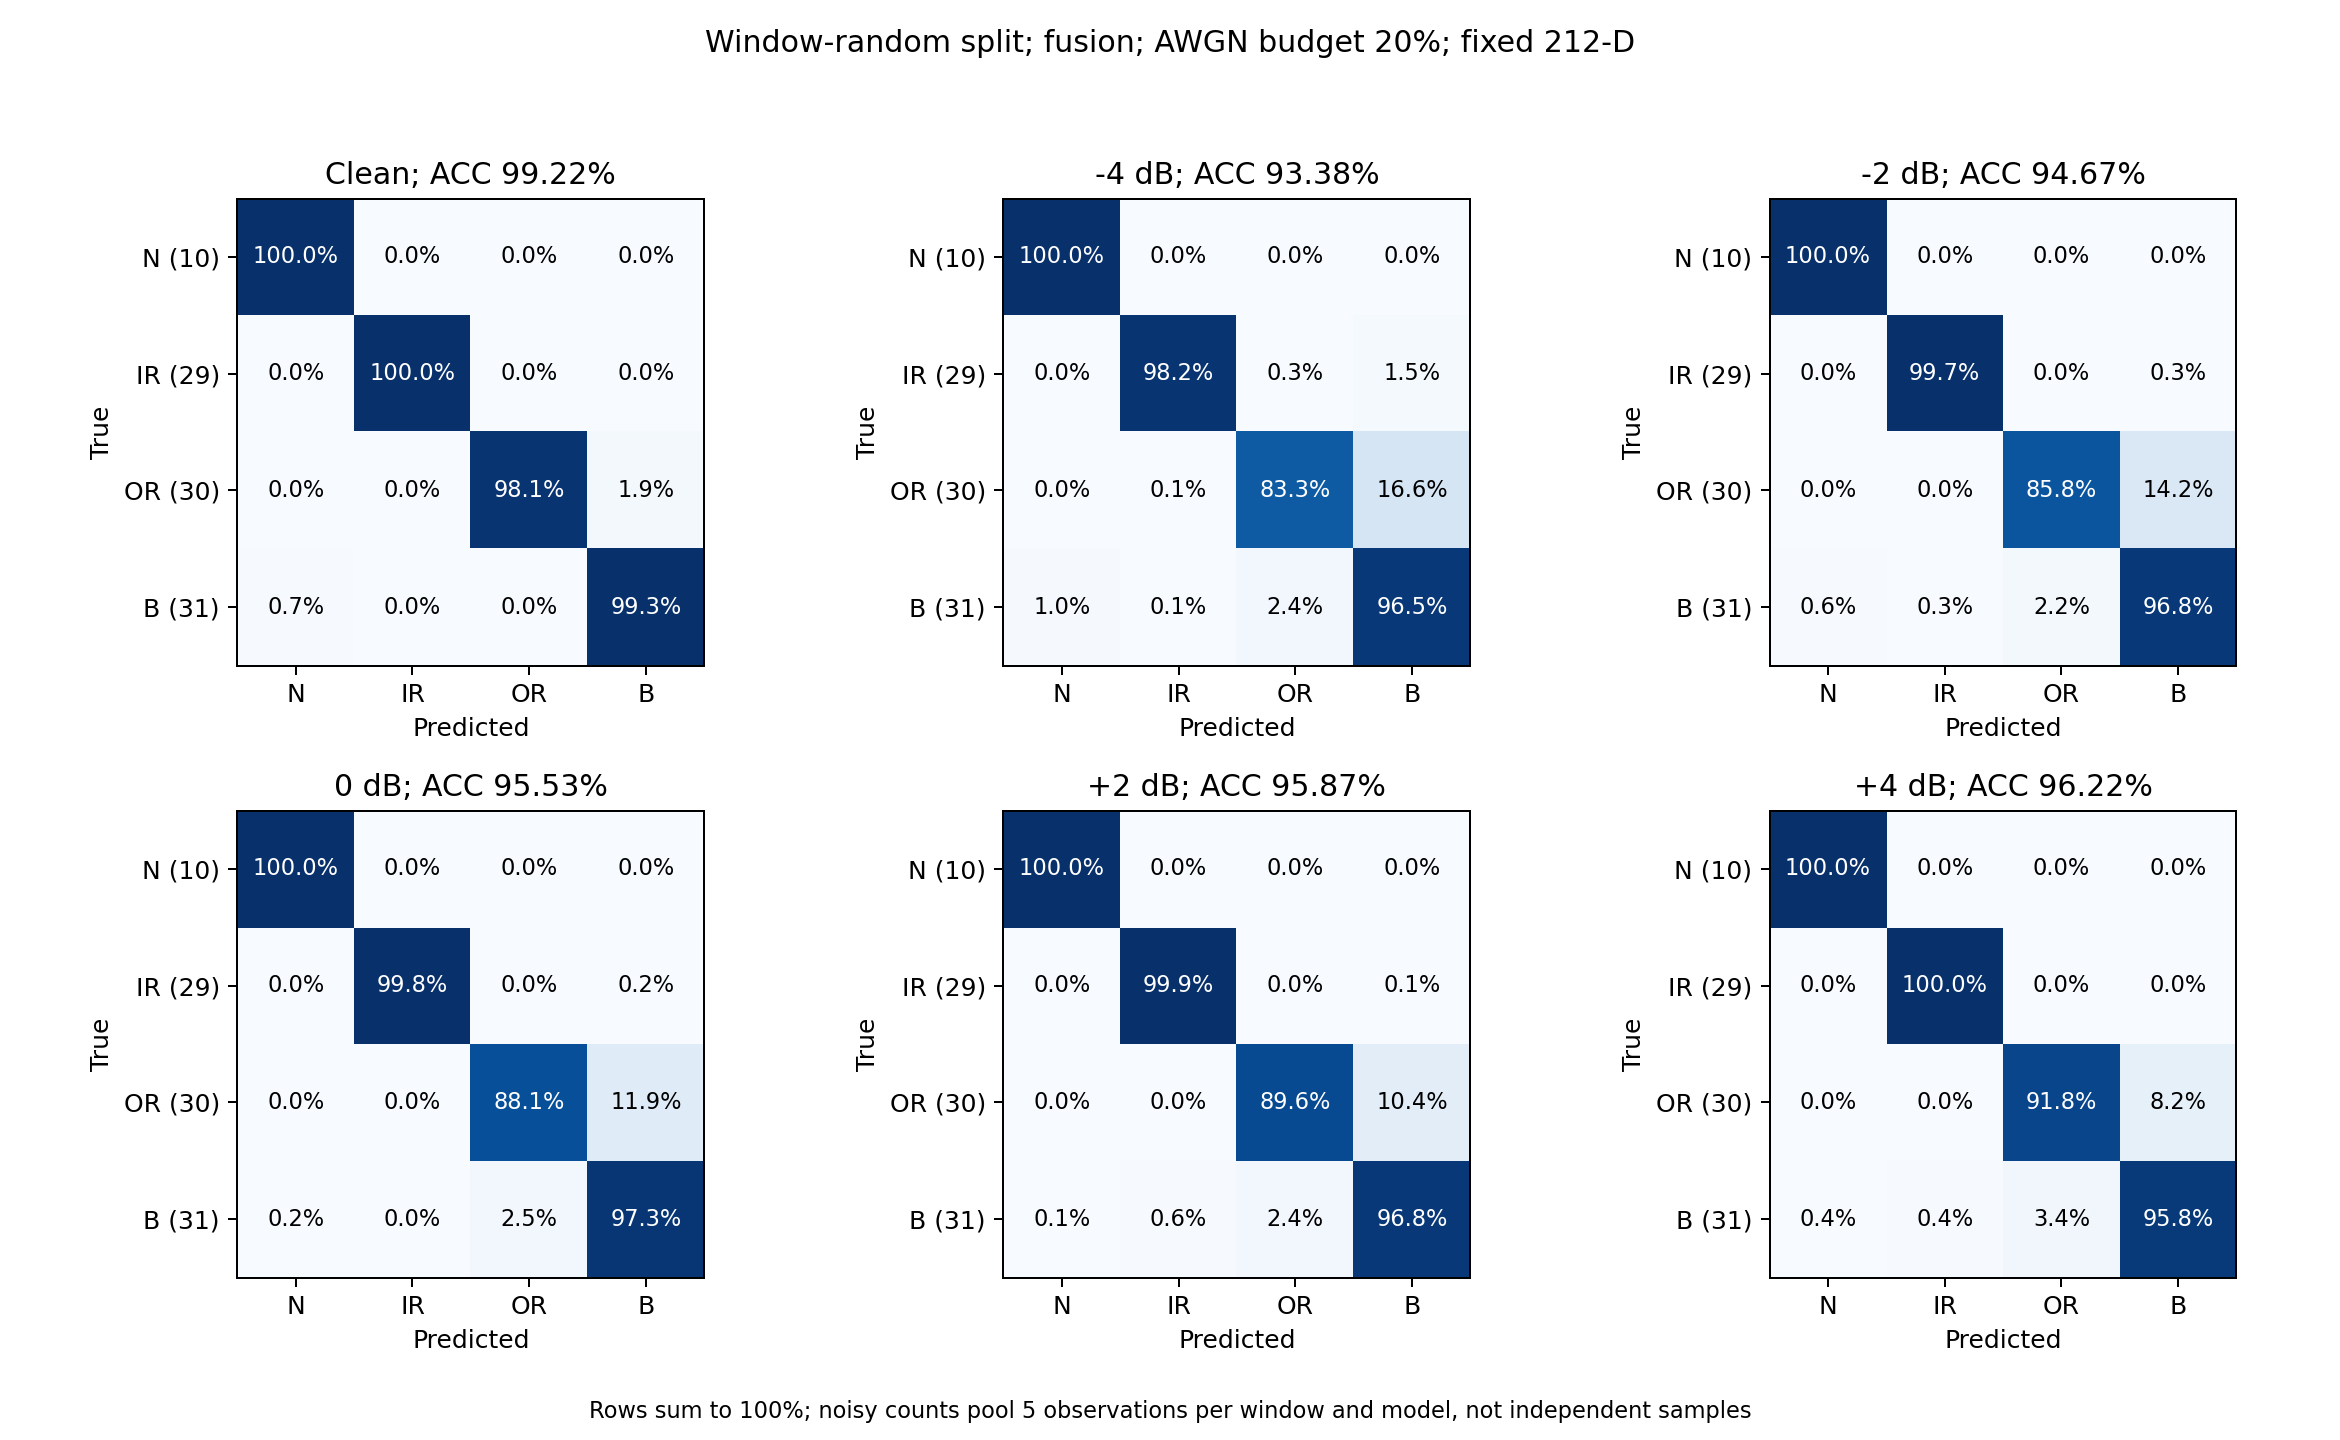 Window-random split; fusion; AWGN budget 20%; fixed 212-D
Clean; ACC 99.22%
True
N (10) 100.0% 0.0% 0.0% 0.0%
IR (29) 0.0% 100.0% 0.0% 0.0%
OR (30) 0.0% 0.0% 98.1% 1.9%
B (31) 0.7% 0.0% 0.0% 99.3%
N IR OR B
Predicted
-4 dB; ACC 93.38%
True
N (10) 100.0% 0.0% 0.0% 0.0%
IR (29) 0.0% 98.2% 0.3% 1.5%
OR (30) 0.0% 0.1% 83.3% 16.6%
B (31) 1.0% 0.1% 2.4% 96.5%
N IR OR B
Predicted
-2 dB; ACC 94.67%
True
N (10) 100.0% 0.0% 0.0% 0.0%
IR (29) 0.0% 99.7% 0.0% 0.3%
OR (30) 0.0% 0.0% 85.8% 14.2%
B (31) 0.6% 0.3% 2.2% 96.8%
N IR OR B
Predicted
0 dB; ACC 95.53%
True
N (10) 100.0% 0.0% 0.0% 0.0%
IR (29) 0.0% 99.8% 0.0% 0.2%
OR (30) 0.0% 0.0% 88.1% 11.9%
B (31) 0.2% 0.0% 2.5% 97.3%
N IR OR B
Predicted
+2 dB; ACC 95.87%
True
N (10) 100.0% 0.0% 0.0% 0.0%
IR (29) 0.0% 99.9% 0.0% 0.1%
OR (30) 0.0% 0.0% 89.6% 10.4%
B (31) 0.1% 0.6% 2.4% 96.8%
N IR OR B
Predicted
+4 dB; ACC 96.22%
True
N (10) 100.0% 0.0% 0.0% 0.0%
IR (29) 0.0% 100.0% 0.0% 0.0%
OR (30) 0.0% 0.0% 91.8% 8.2%
B (31) 0.4% 0.4% 3.4% 95.8%
N IR OR B
Predicted
Rows sum to 100%; noisy counts pool 5 observations per window and model, not independent samples